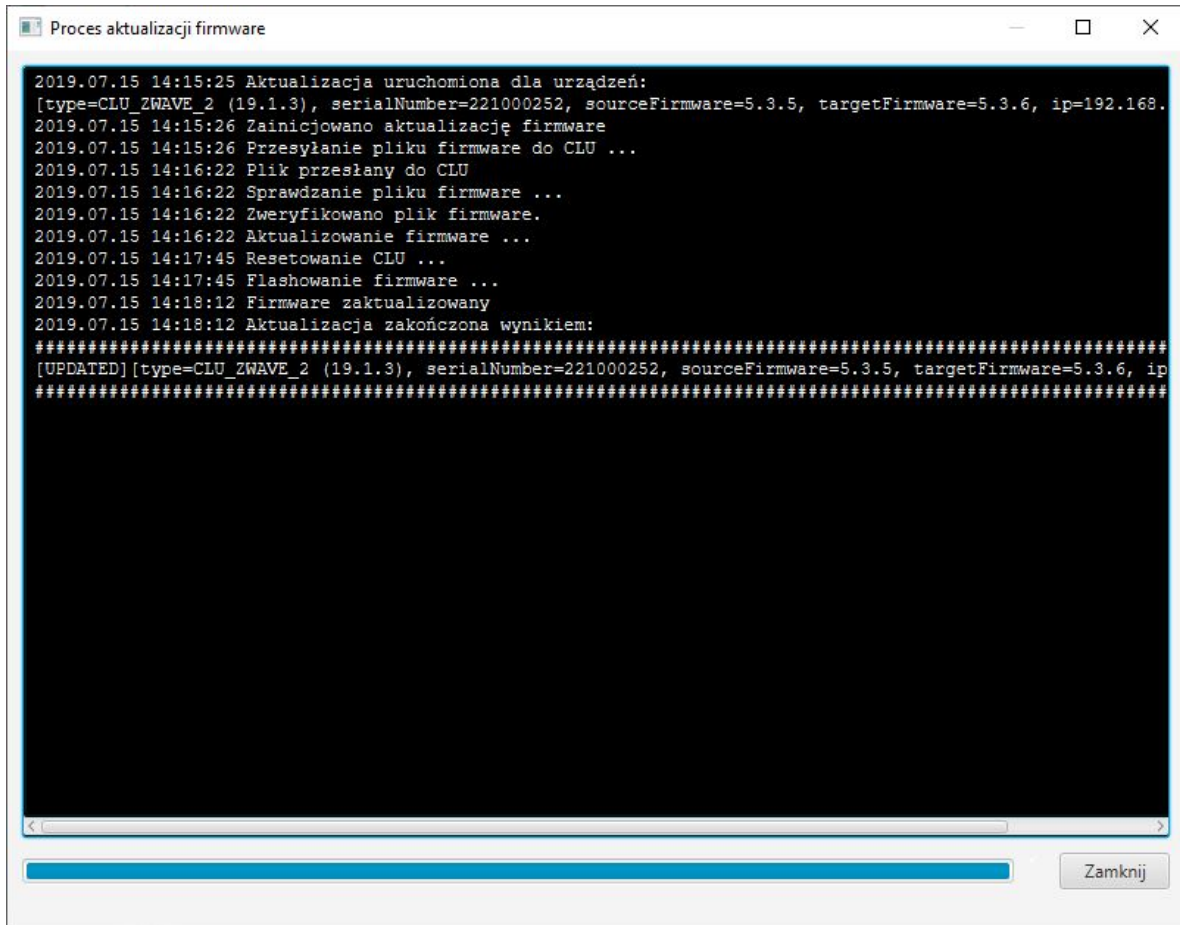 Proces aktualizacji firmware
2019.07.15 14:15:25 Aktualizacja uruchomiona dla urządzeń:
[type=CLU_ZWAVE_2 (19.1.3), serialNumber=221000252, sourceFirmware=5.3.5, targetFirmware=5.3.6, ip=192.168.
2019.07.15 14:15:26 Zainicjowano aktualizację firmware
2019.07.15 14:15:26 Przesyłanie pliku firmware do CLU ...
2019.07.15 14:16:22 Plik przesłany do CLU
2019.07.15 14:16:22 Sprawdzanie pliku firmware ...
2019.07.15 14:16:22 Zweryfikowano plik firmware.
2019.07.15 14:16:22 Aktualizowanie firmware ...
2019.07.15 14:17:45 Resetowanie CLU ...
2019.07.15 14:17:45 Flashowanie firmware ...
2019.07.15 14:18:12 Firmware zaktualizowany
2019.07.15 14:18:12 Aktualizacja zakończona wynikiem:
###########################################################################################################
[UPDATED][type=CLU_ZWAVE_2 (19.1.3), serialNumber=221000252, sourceFirmware=5.3.5, targetFirmware=5.3.6, ip
###########################################################################################################
Zamknij